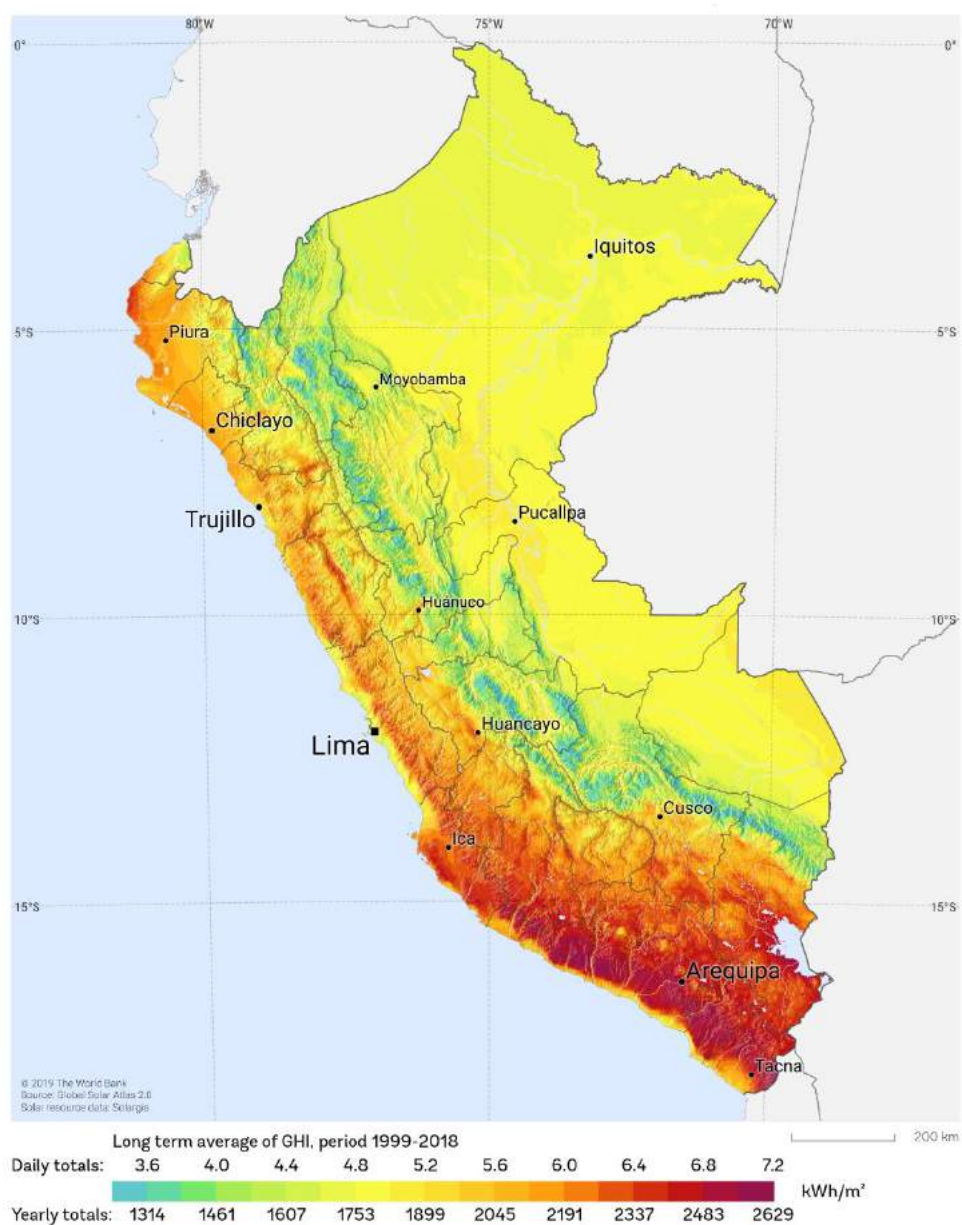 80°W 75°W 70°W
0° 0°
Iquitos
5°S 5°S
Piura
Moyobamba
Chiclayo
Pucallpa
Trujillo
Huánuco
10°S 10°S
Huancayo
Lima
Cusco
Ica
15°S 15°S
Arequipa
Tacna
© 2019 The World Bank
Source: Global Solar Atlas 2.0
Solar resource data: Solargis
Long term average of GHI, period 1999-2018
200 km
Daily totals: 3.6 4.0 4.4 4.8 5.2 5.6 6.0 6.4 6.8 7.2
kWh/m²
Yearly totals: 1314 1461 1607 1753 1899 2045 2191 2337 2483 2629